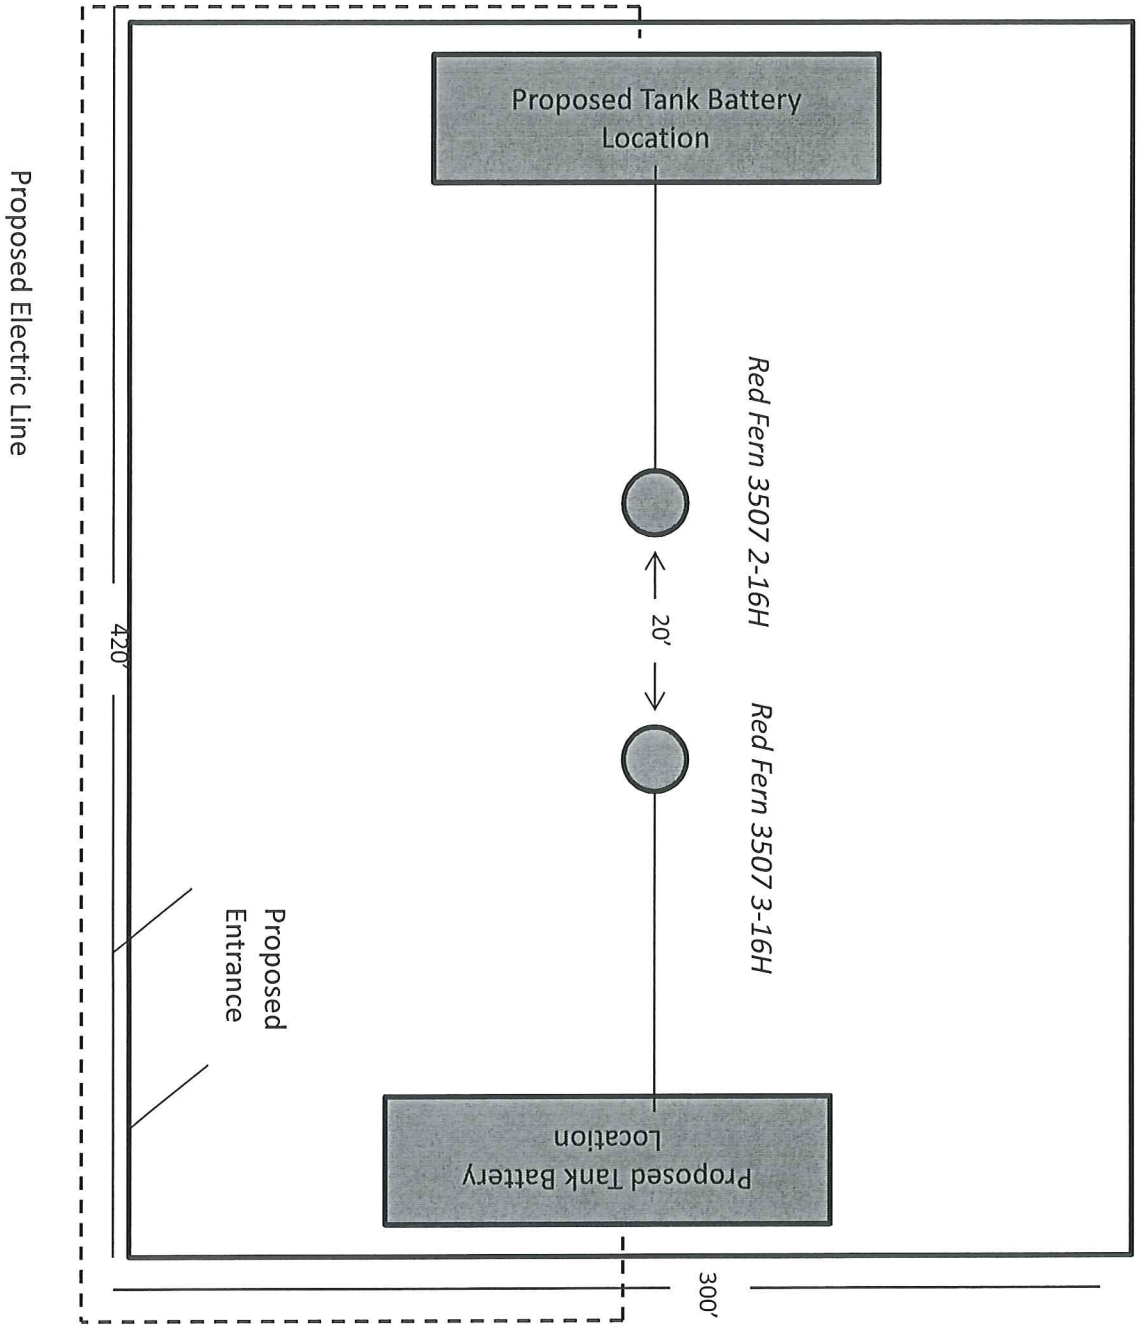 Proposed Tank Battery
Location
Red Fern 3507 2-16H
Red Fern 3507 3-16H
20’
Proposed Electric Line
420’
Proposed
Entrance
Proposed Tank Battery
Location
300’